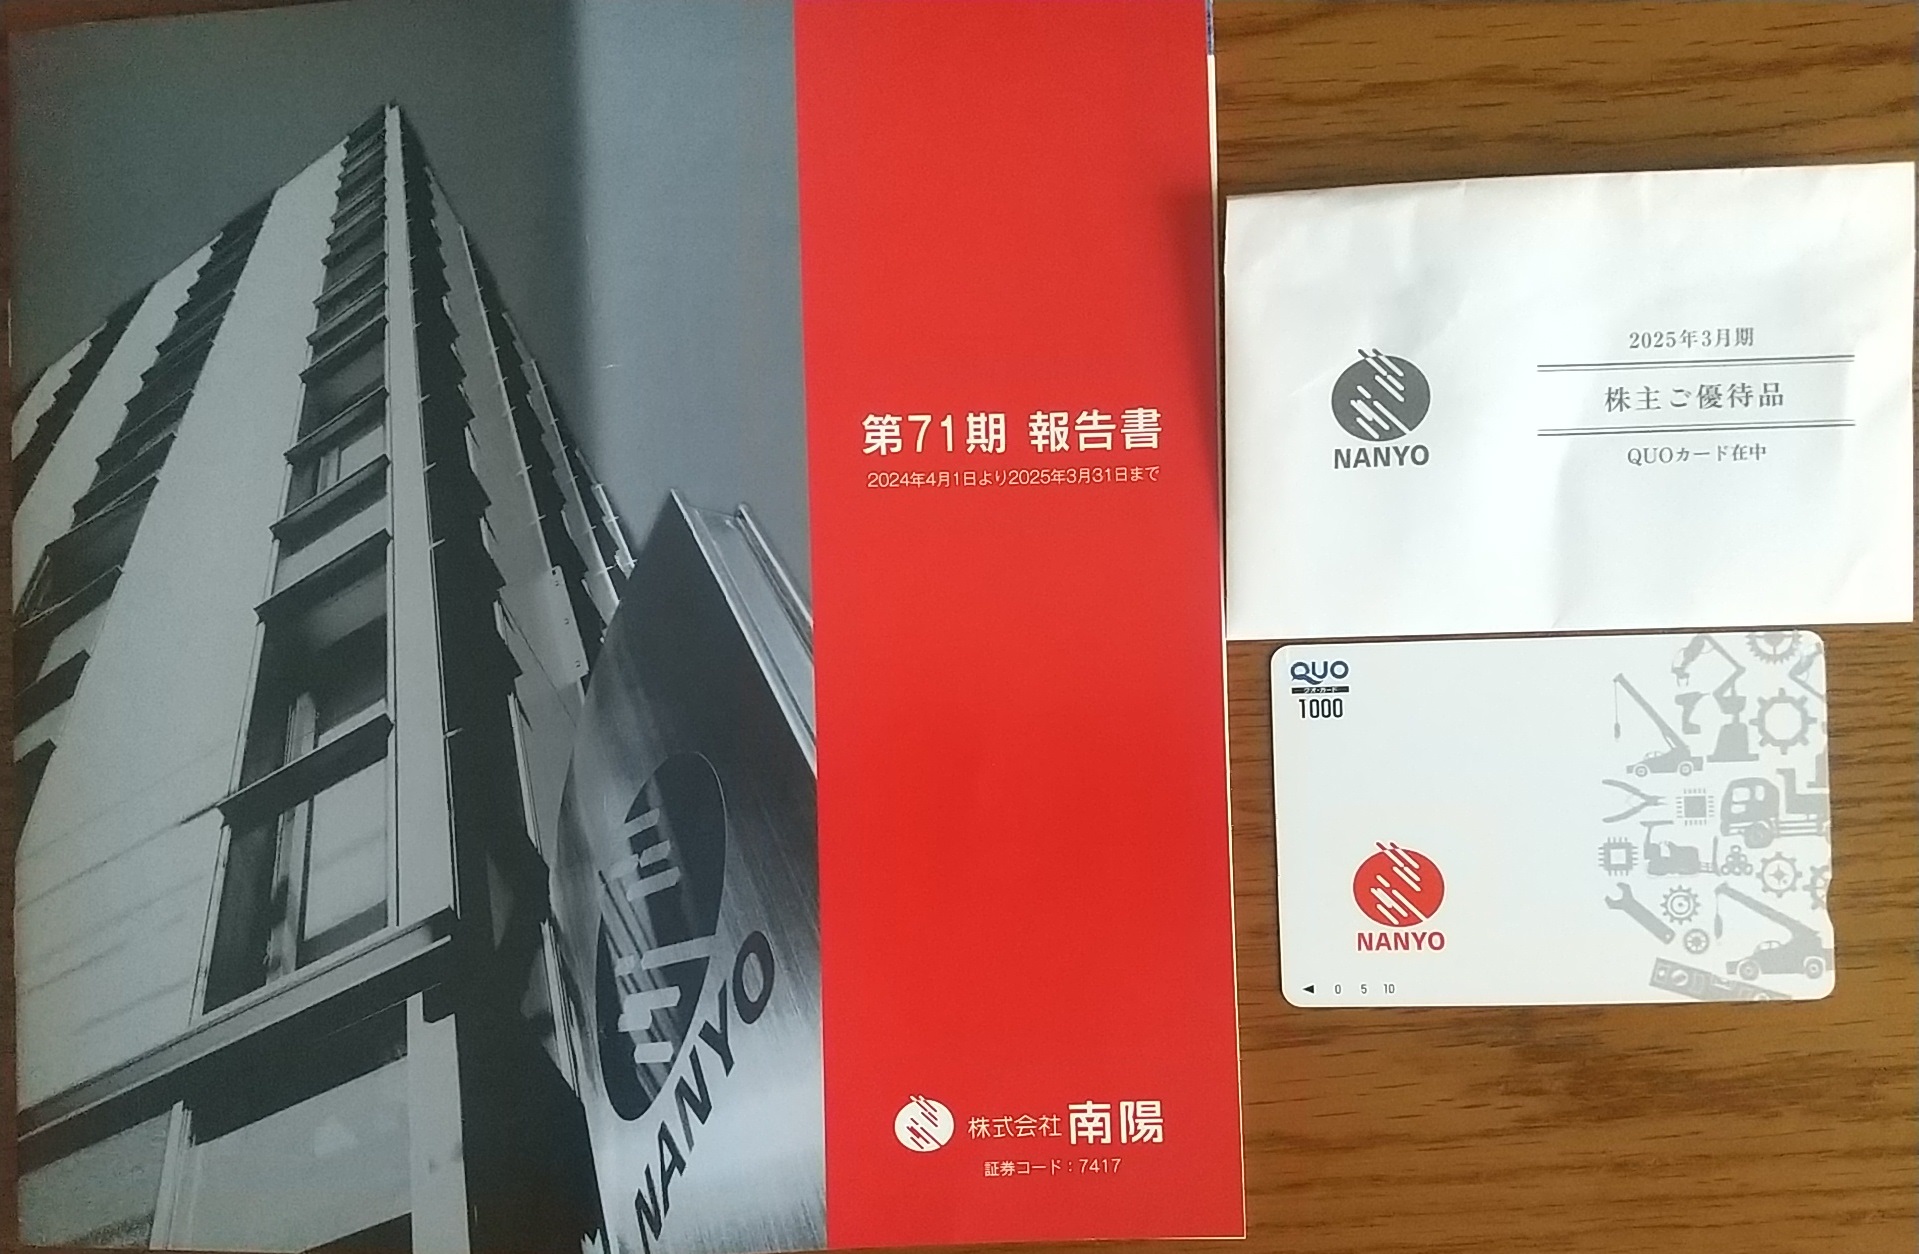 第71期 報告書
2024年4月1日より2025年3月31日まで
NANYO
株式会社 南陽
証券コード：7417
2025年3月期
株主ご優待品
QUOカード在中
NANYO
QUO
クオ・カード
1000
NANYO
◀ 0 5 10